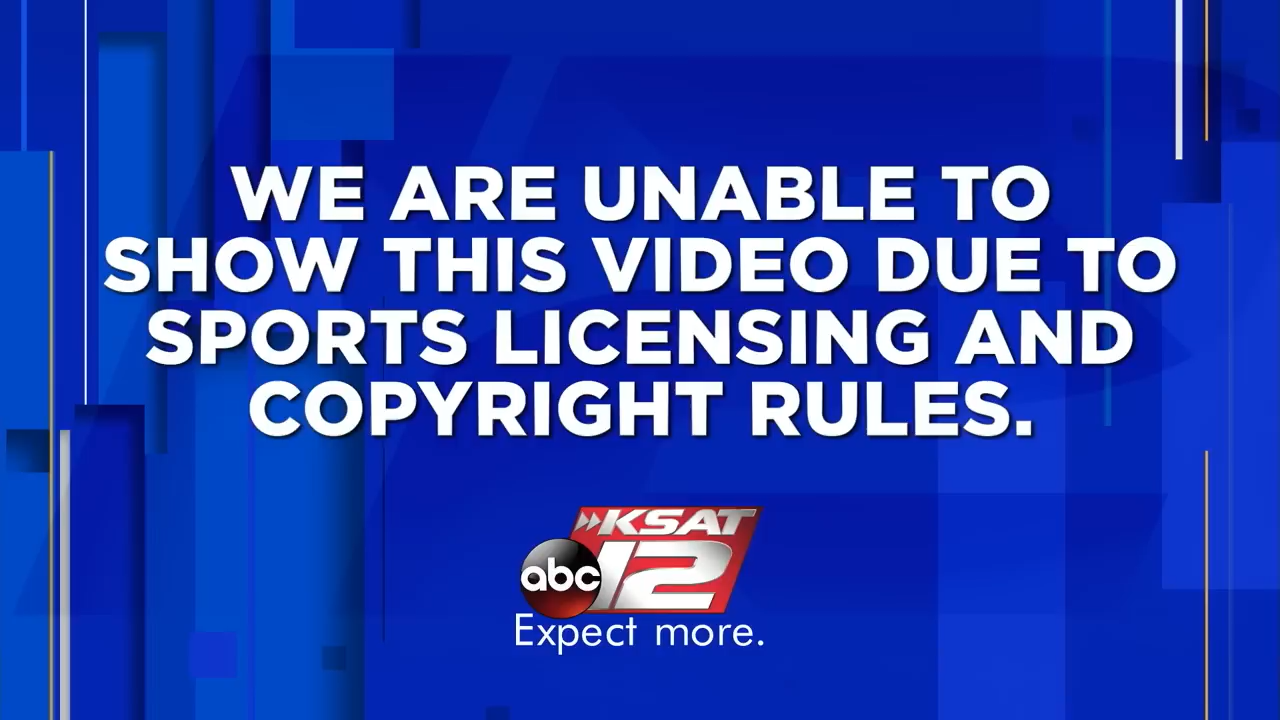 WE ARE UNABLE TO
SHOW THIS VIDEO DUE TO
SPORTS LICENSING AND
COPYRIGHT RULES.
KSAT
abc 12
Expect more.